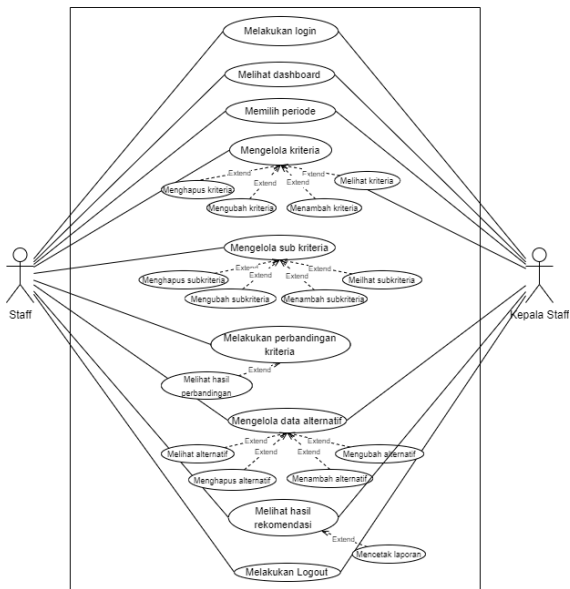 Melakukan login
Melihat dashboard
Memilih periode
Mengelola kriteria
Extend
Extend
Extend
Extend
Menghapus kriteria
Melihat kriteria
Mengubah kriteria
Menambah kriteria
Mengelola sub kriteria
Extend
Extend
Extend
Extend
Menghapus subkriteria
Meilhat subkriteria
Mengubah subkriteria
Menambah subkriteria
Staff
Kepala Staff
Melakukan perbandingan
kriteria
Extend
Melihat hasil
perbandingan
Mengelola data alternatif
Extend
Extend
Extend
Extend
Melihat alternatif
Mengubah alternatif
Menghapus alternatif
Menambah alternatif
Melihat hasil
rekomendasi
Extend
Mencetak laporan
Melakukan Logout